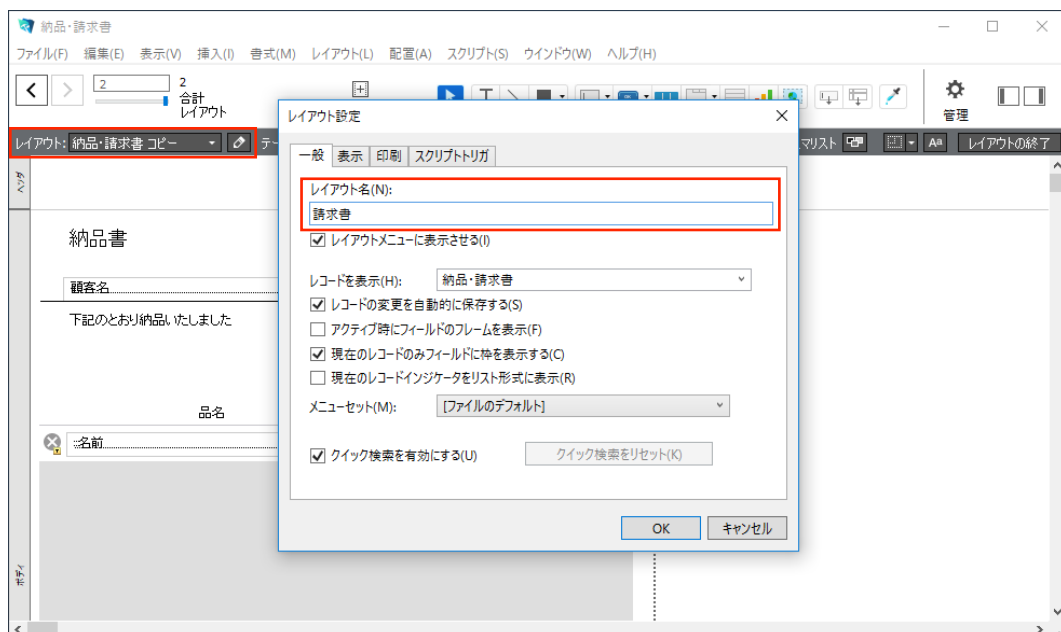 納品・請求書
ファイル(F) 編集(E) 表示(V) 挿入(I) 書式(M) レイアウト(L) 配置(A) スクリプト(S) ウインドウ(W) ヘルプ(H)
2
2
合計
レイアウト
管理
レイアウト: 納品・請求書 コピー
テー
マリスト
Aa
レイアウトの終了
ヘッダ
納品書
顧客名
下記のとおり納品いたしました
品名
::名前
ボディ
レイアウト設定
一般 表示 印刷 スクリプトトリガ
レイアウト名(N):
請求書
レイアウトメニューに表示させる(I)
レコードを表示(H): 納品・請求書
レコードの変更を自動的に保存する(S)
アクティブ時にフィールドのフレームを表示(F)
現在のレコードのみフィールドに枠を表示する(C)
現在のレコードインジケータをリスト形式に表示(R)
メニューセット(M): [ファイルのデフォルト]
クイック検索を有効にする(U) クイック検索をリセット(K)
OK キャンセル